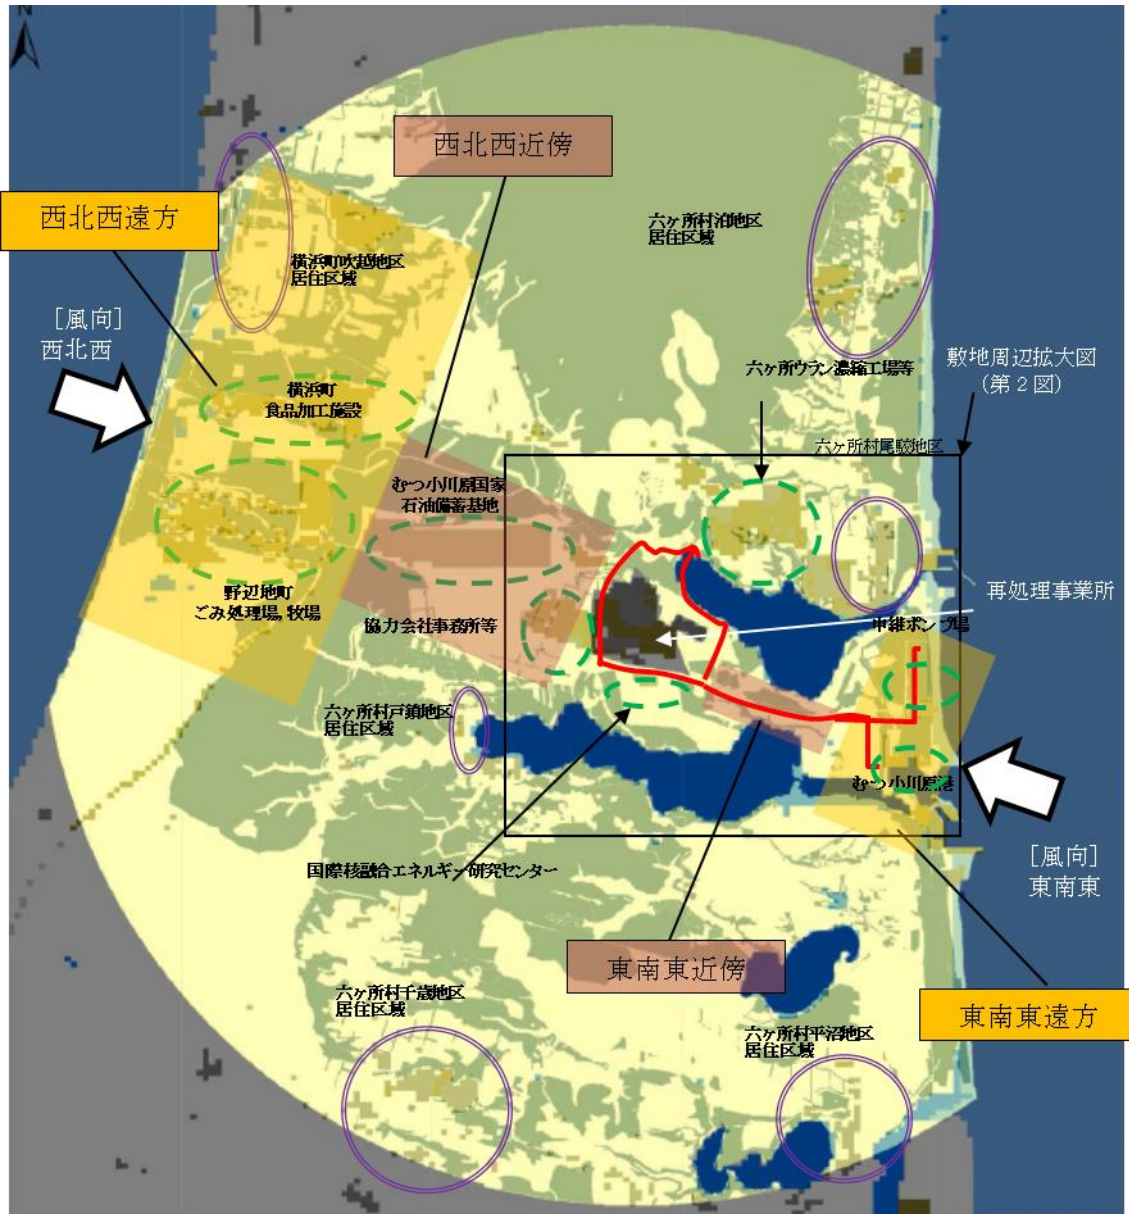 N
西北西近傍
西北西遠方
六ヶ所村泊地区
居住区域
横浜町吹越地区
居住区域
［風向］
西北西
敷地周辺拡大図
（第２図）
六ヶ所ウラン濃縮工場等
横浜町
食品加工施設
六ヶ所村尾駮地区
むつ小川原国家
石油備蓄基地
再処理事業所
野辺地町
ごみ処理場,牧場
協力会社事務所等
中継ポンプ場
六ヶ所村戸鎖地区
居住区域
むつ小川原港
［風向］
東南東
国際核融合エネルギー研究センター
東南東近傍
六ヶ所村千歳地区
居住区域
東南東遠方
六ヶ所村平沼地区
居住区域